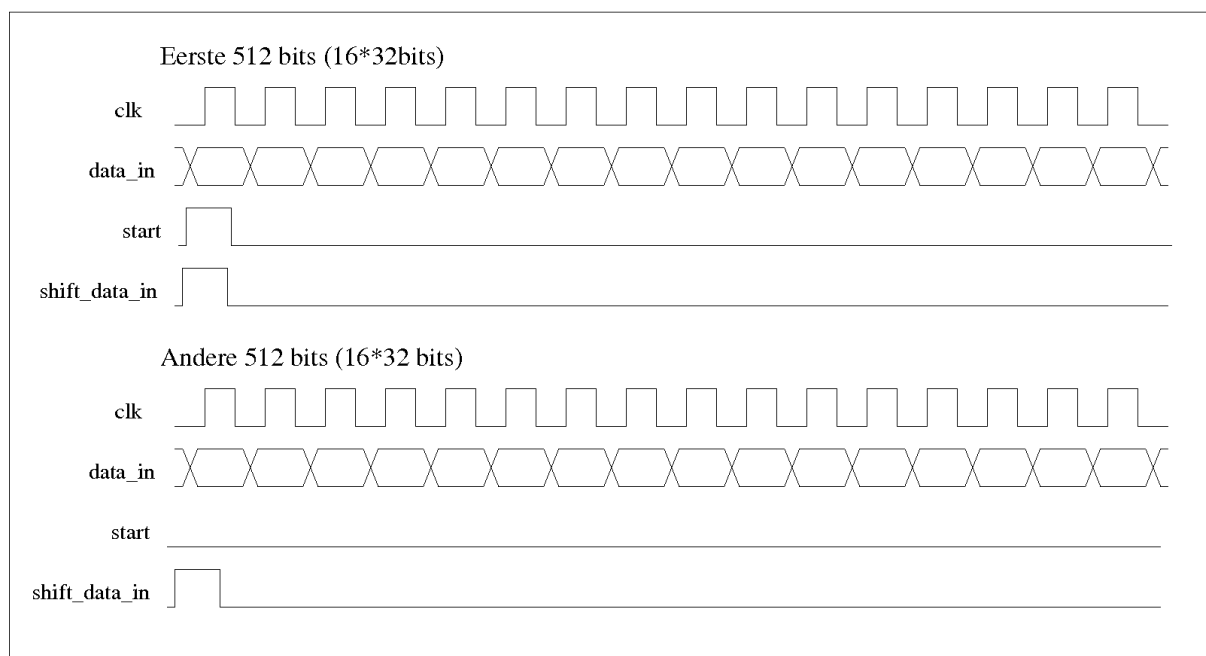 Eerste 512 bits (16*32bits)
clk
data_in
start
shift_data_in
Andere 512 bits (16*32 bits)
clk
data_in
start
shift_data_in